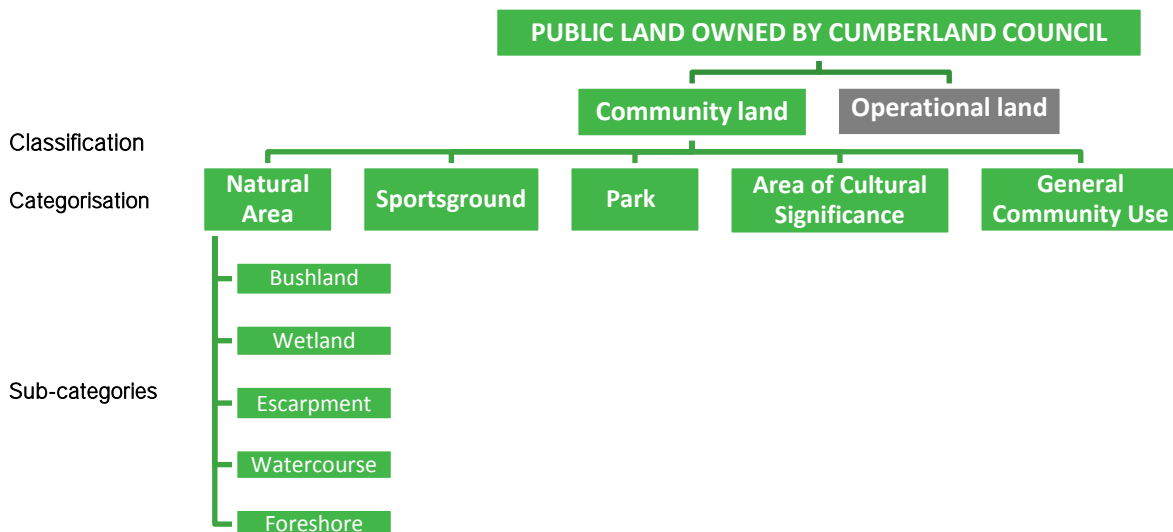 PUBLIC LAND OWNED BY CUMBERLAND COUNCIL
Community land
Operational land
Classification
Categorisation
Natural
Area
Sportsground
Park
Area of Cultural
Significance
General
Community Use
Bushland
Wetland
Sub-categories
Escarpment
Watercourse
Foreshore